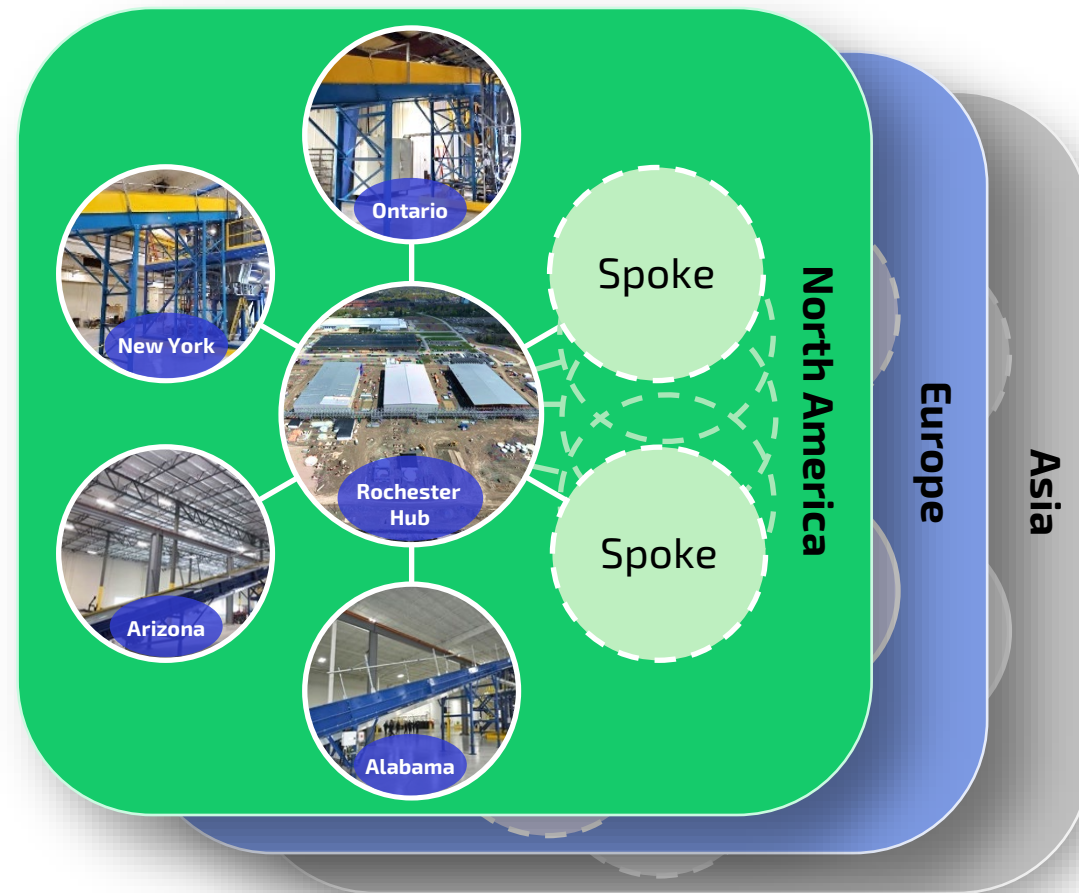 Ontario
New York
Spoke
Rochester
Hub
Arizona
Spoke
Alabama
North America
Europe
Asia